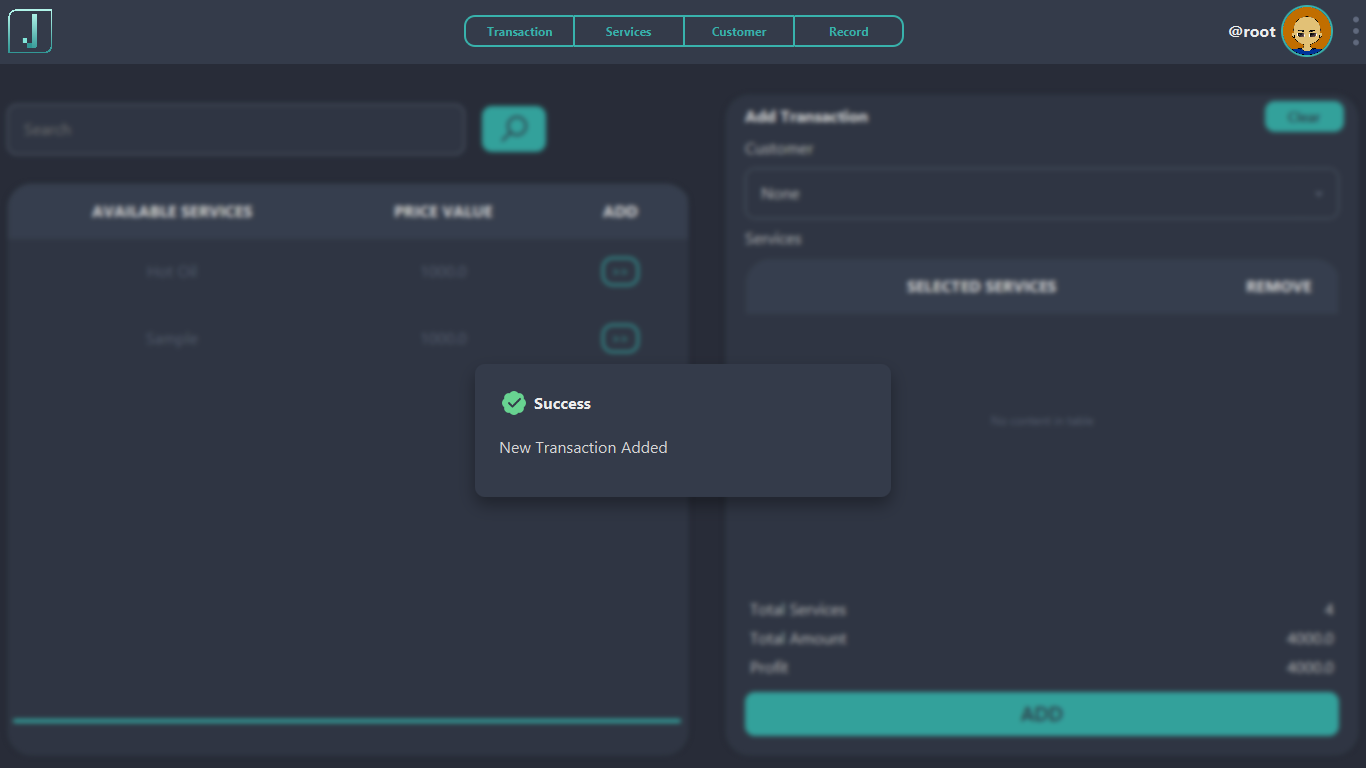 J
Transaction Services Customer Record
@root
Search
Add Transaction
Clear
Customer
None
AVAILABLE SERVICES PRICE VALUE ADD
Services
Hot Oil 1000.0
SELECTED SERVICES REMOVE
Sample 1000.0
Success
New Transaction Added
No content in table
Total Services 4
Total Amount 4000.0
Profit 4000.0
ADD